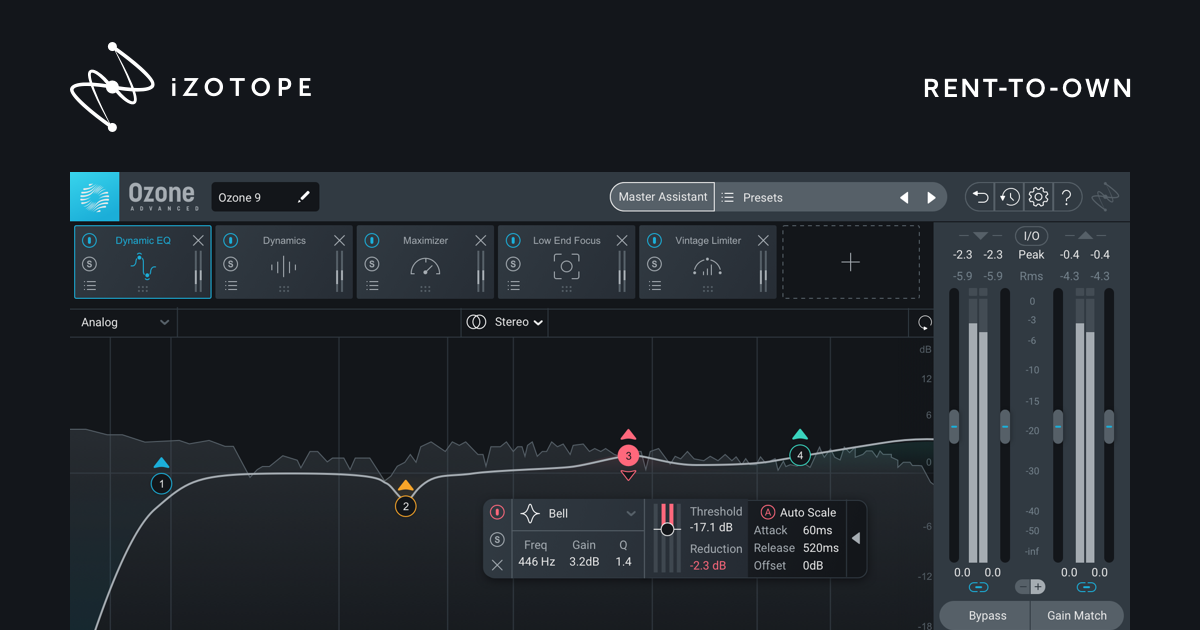 iZOTOPE
RENT-TO-OWN
Ozone
ADVANCED
Ozone 9
Master Assistant
Presets
?
Dynamic EQ
Dynamics
Maximizer
Low End Focus
Vintage Limiter
S
S
S
S
S
+
I/O
-2.3 -2.3 Peak -0.4 -0.4
-5.9 -5.9 Rms -4.3 -4.3
Analog
Stereo
dB
12
6
0
-6
-12
-18
1
2
3
4
0
-3
-6
-10
-15
-20
-30
-40
-50
-inf
Bell
S
Freq Gain Q
446 Hz 3.2dB 1.4
Threshold
-17.1 dB
Reduction
-2.3 dB
A Auto Scale
Attack 60ms
Release 520ms
Offset 0dB
0.0 0.0
0.0 0.0
- +
Bypass
Gain Match